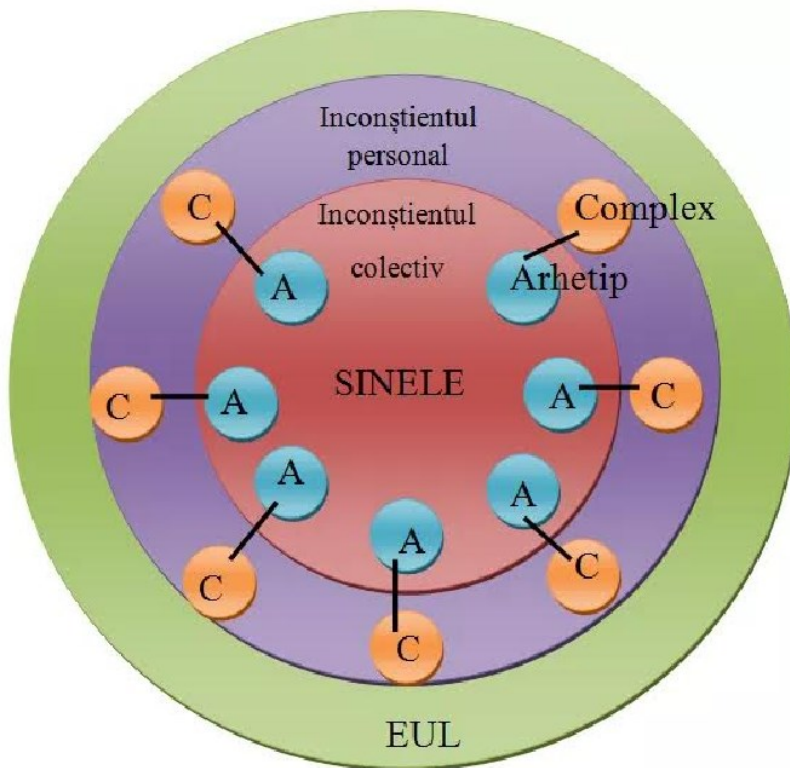 Inconștientul
personal
C
Complex
Inconștientul
colectiv
A
Arhetip
SINELE
C
A
A
C
A
A
C
A
C
C
EUL